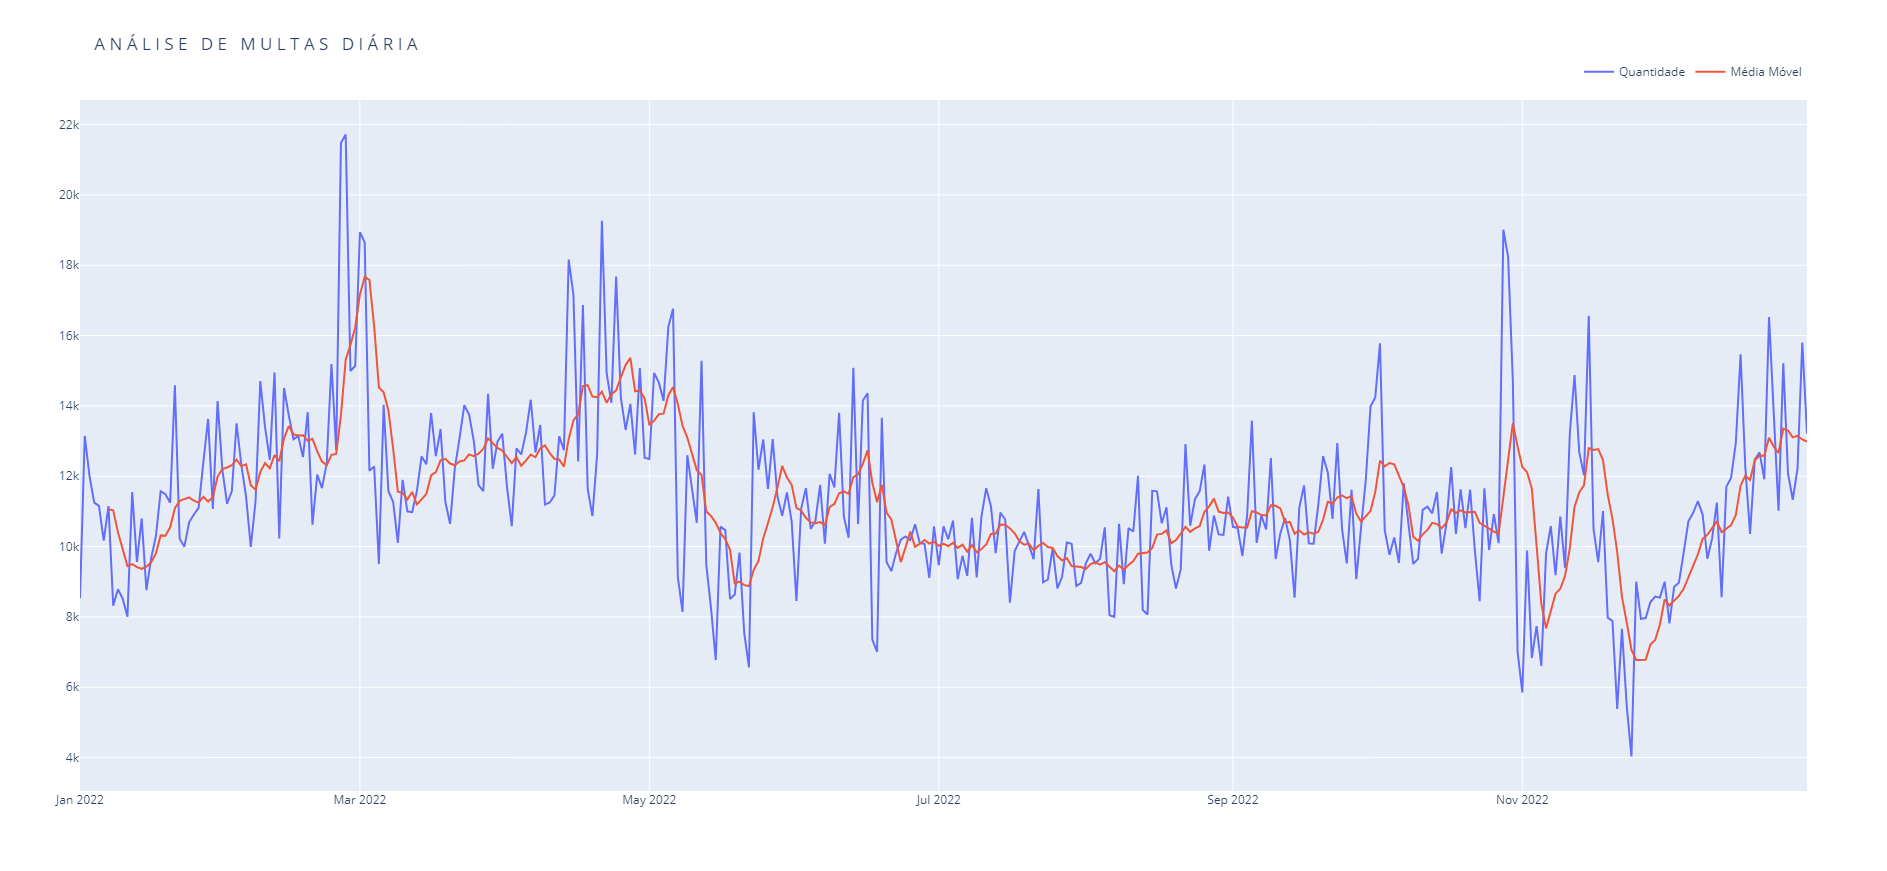 ANÁLISE DE MULTAS DIÁRIA
Quantidade Média Móvel
22k
20k
18k
16k
14k
12k
10k
8k
6k
4k
Jan 2022 Mar 2022 May 2022 Jul 2022 Sep 2022 Nov 2022